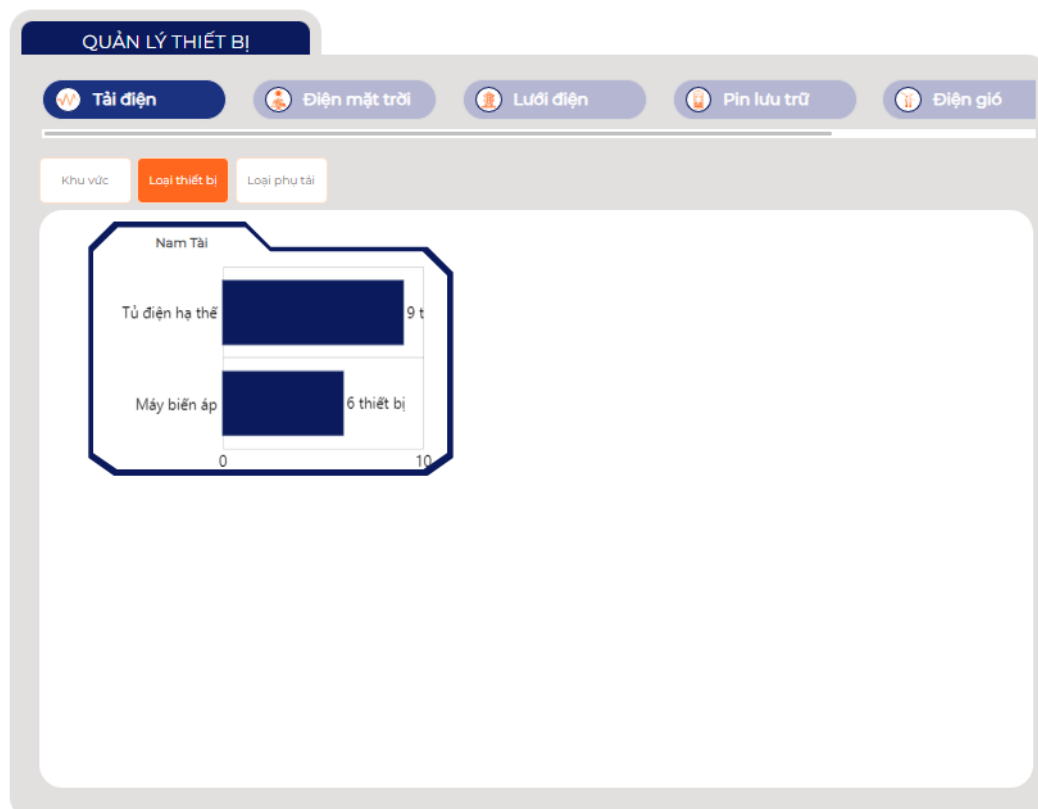 QUẢN LÝ THIẾT BỊ
Tải điện
Điện mặt trời
Lưới điện
Pin lưu trữ
Điện gió
Khu vức
Loại thiết bị
Loại phụ tải
Nam Tài
Tủ điện hạ thế
9 t
Máy biến áp
6 thiết bị
0
10